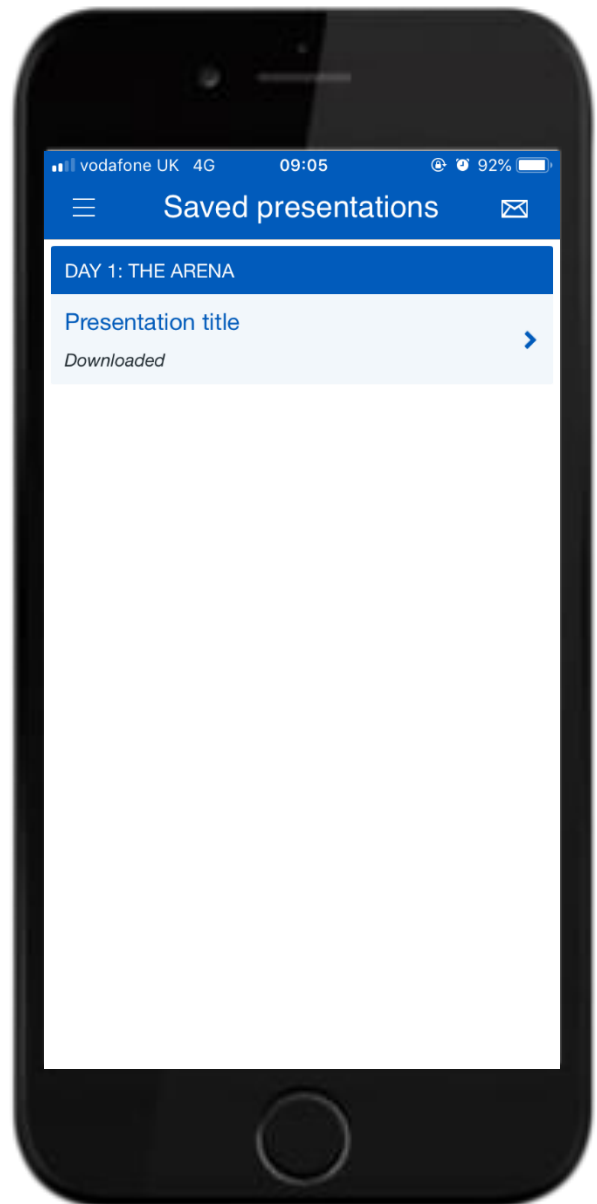 vodafone UK 4G 09:05 92%
Saved presentations
DAY 1: THE ARENA
Presentation title
Downloaded